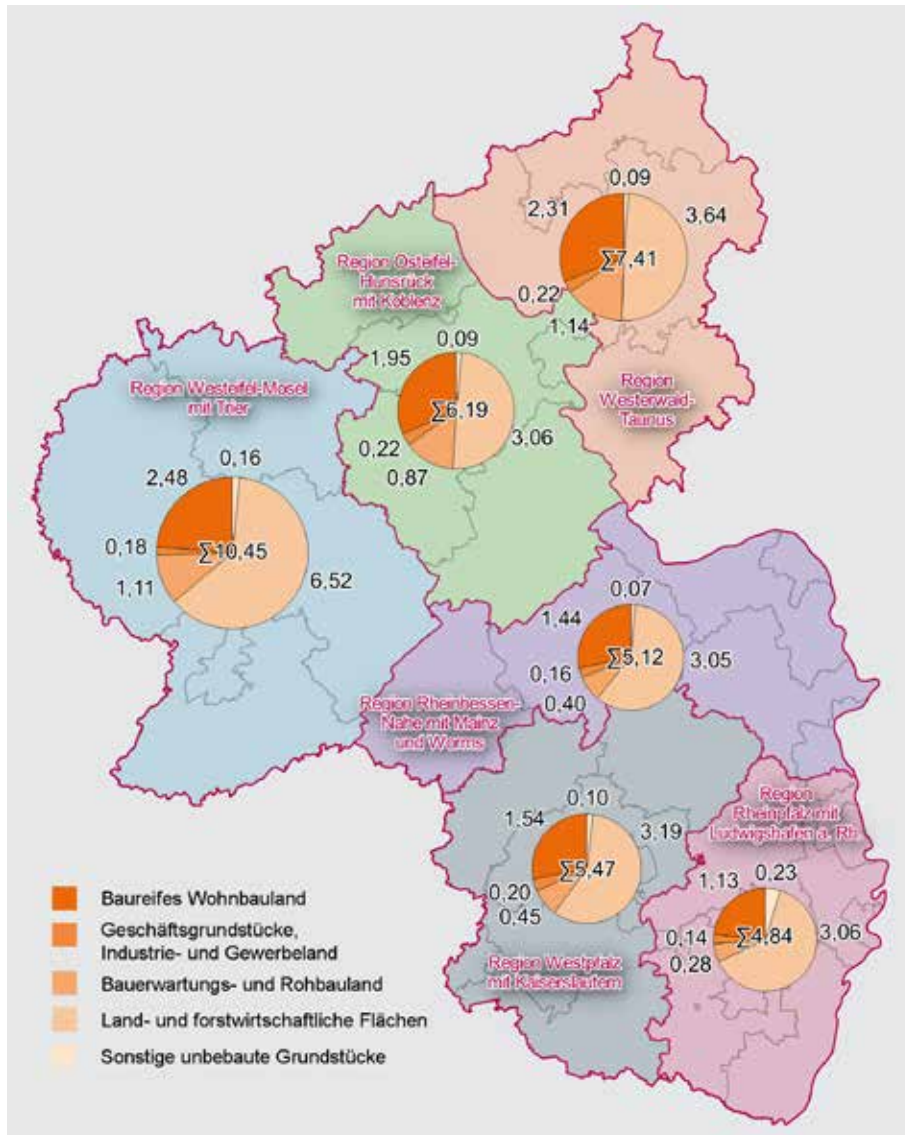 0,09
2,31
3,64
∑7,41
0,22
1,14
Region
Westerwald-
Taunus
Region Osteifel-
Hunsrück
mit Koblenz
0,09
1,95
∑6,19
3,06
0,22
0,87
Region Westeifel-Mosel
mit Trier
0,16
2,48
∑10,45
0,18
1,11
6,52
0,07
1,44
∑5,12
3,05
0,16
0,40
Region Rheinhessen-
Nahe mit Mainz
und Worms
0,10
1,54
3,19
∑5,47
0,20
0,45
Region Westpfalz
mit Kaiserslautern
Region
Rheinpfalz mit
Ludwigshafen a. Rh.
0,23
1,13
∑4,84
3,06
0,14
0,28
Baureifes Wohnbauland
Geschäftsgrundstücke,
Industrie- und Gewerbeland
Bauerwartungs- und Rohbauland
Land- und forstwirtschaftliche Flächen
Sonstige unbebaute Grundstücke